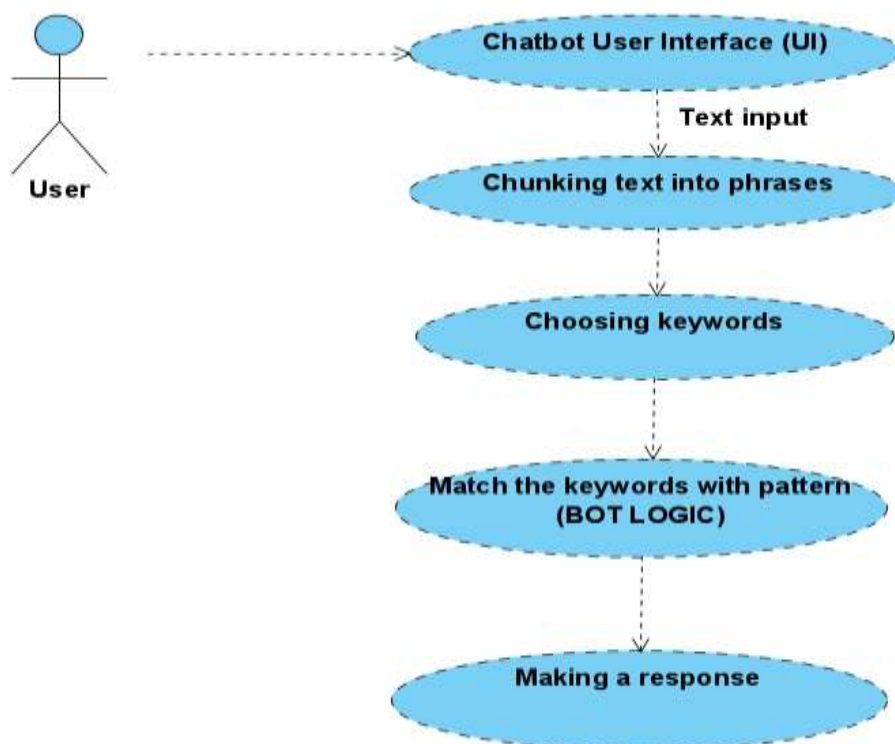 Chatbot User Interface (UI)
Text input
User
Chunking text into phrases
Choosing keywords
Match the keywords with pattern
(BOT LOGIC)
Making a response